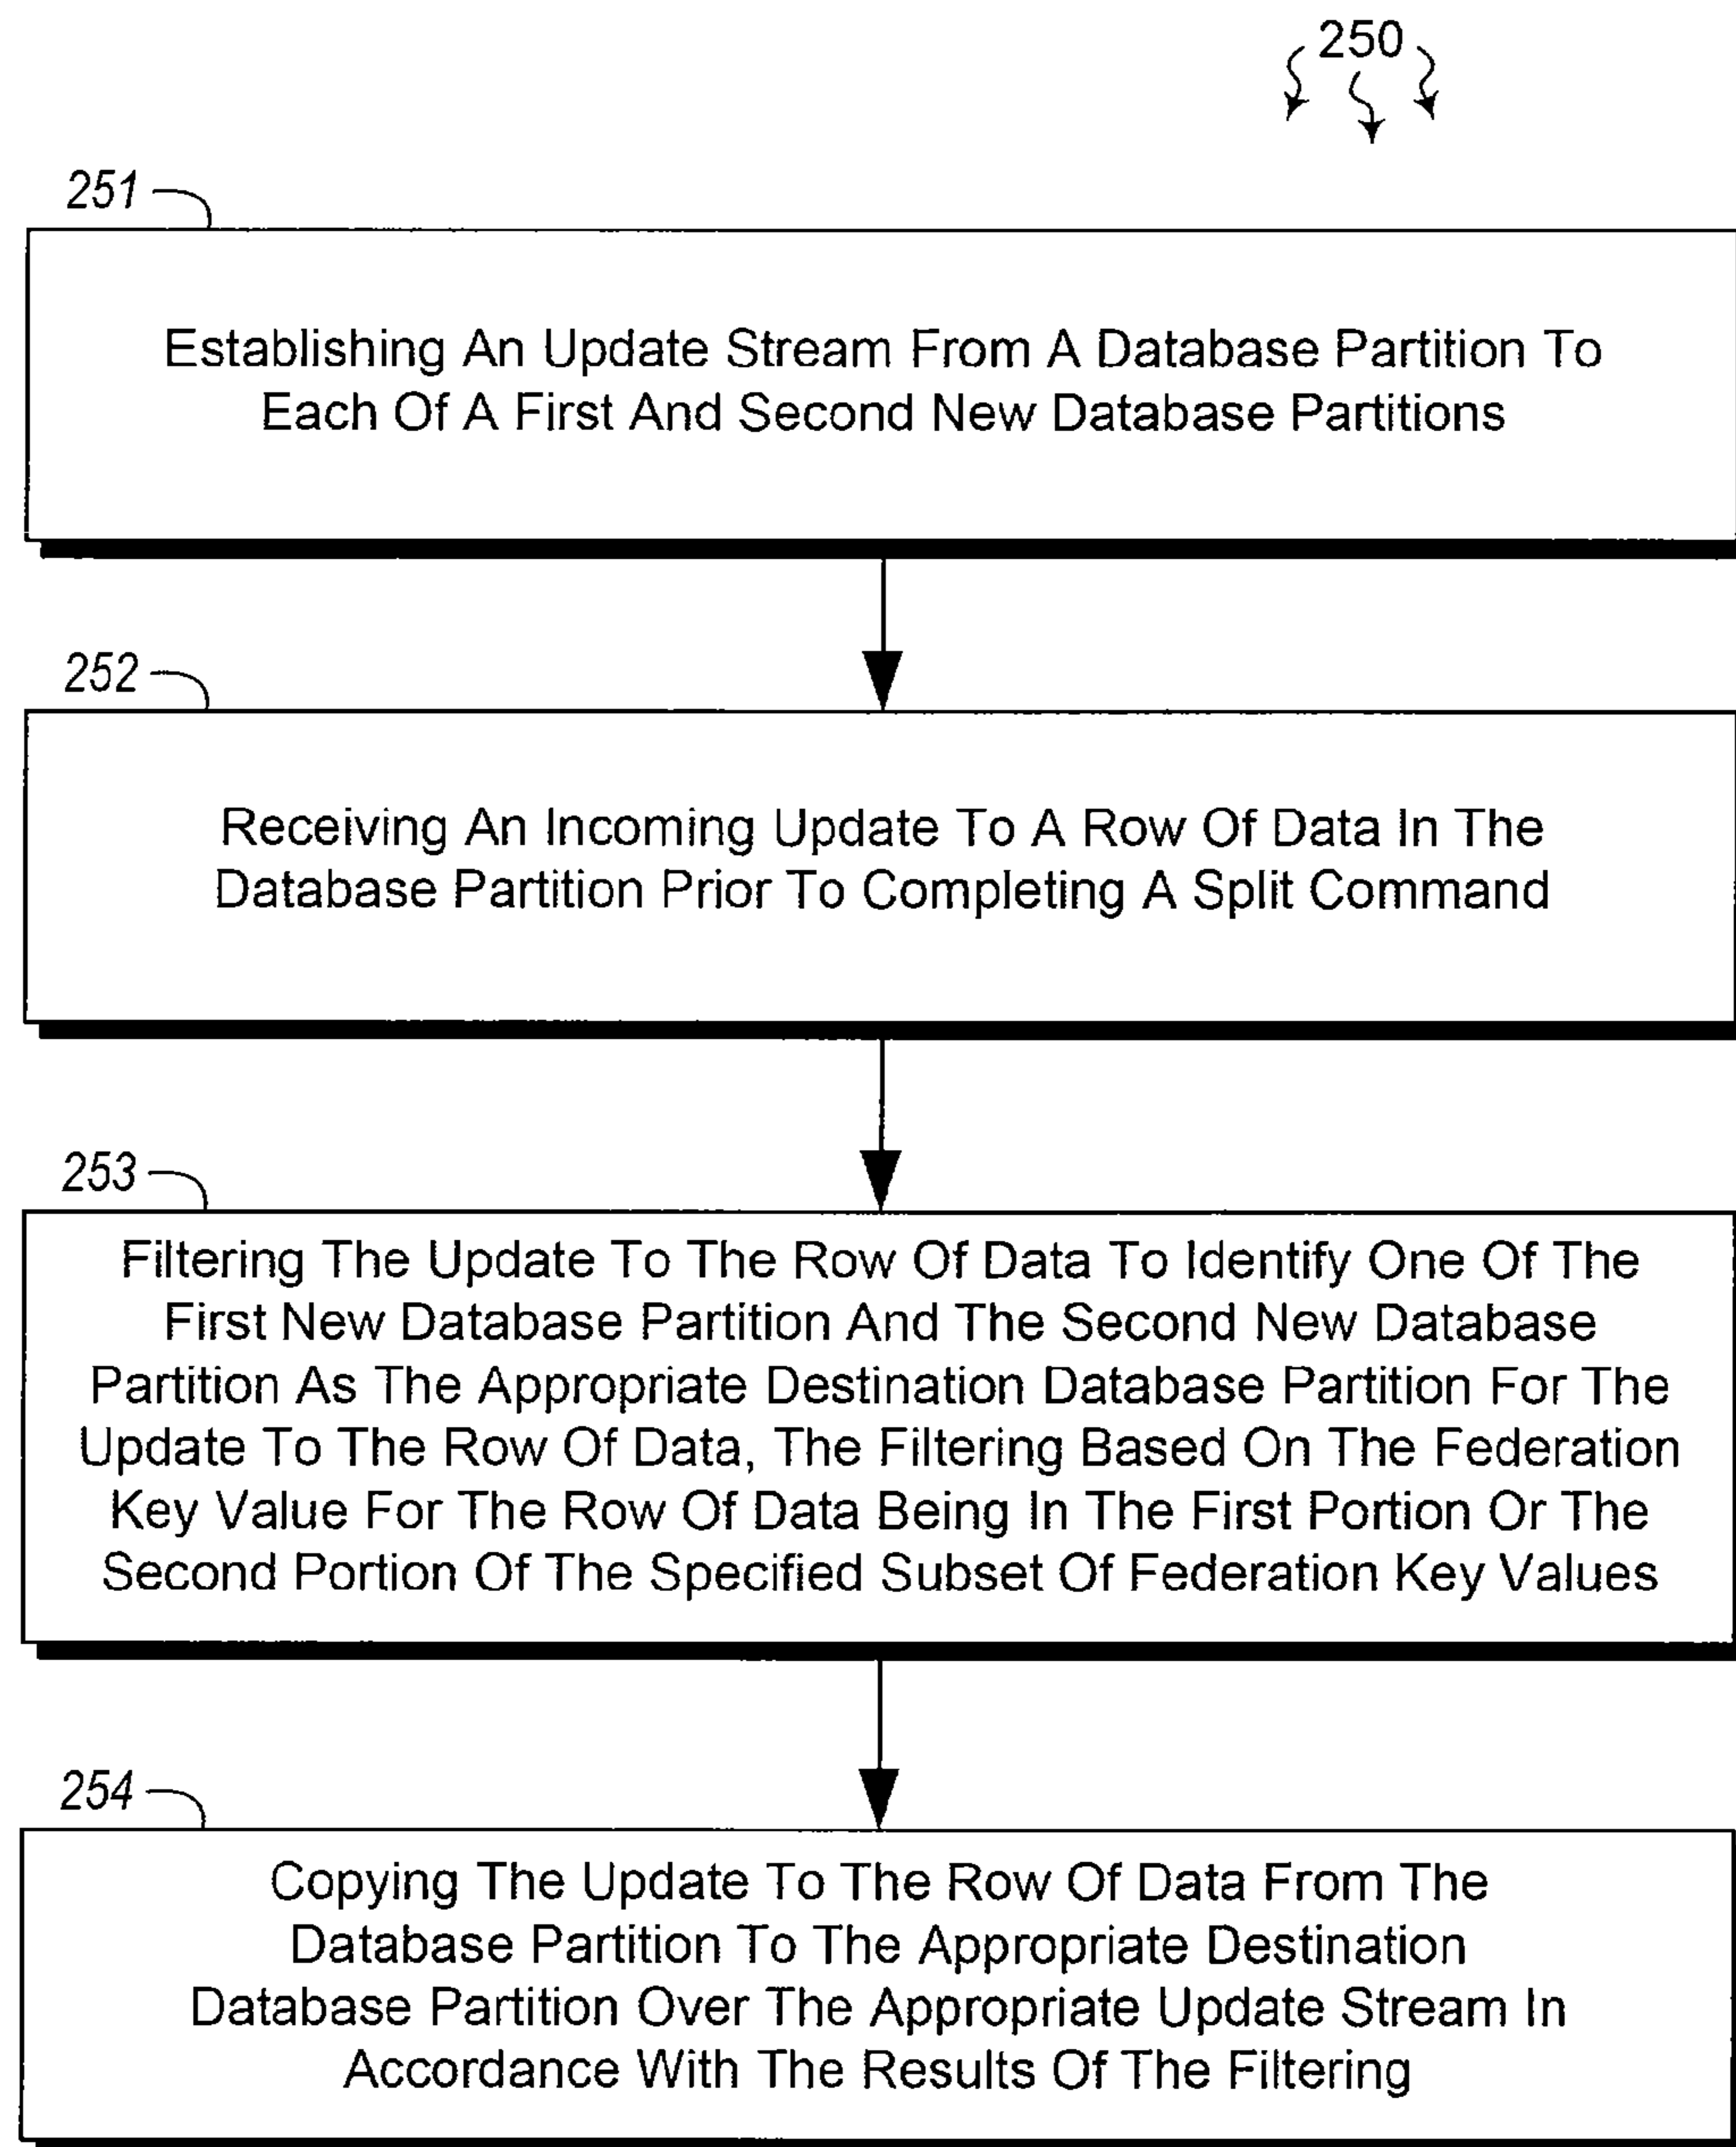 250
251
Establishing An Update Stream From A Database Partition To
Each Of A First And Second New Database Partitions
252
Receiving An Incoming Update To A Row Of Data In The
Database Partition Prior To Completing A Split Command
253
Filtering The Update To The Row Of Data To Identify One Of The
First New Database Partition And The Second New Database
Partition As The Appropriate Destination Database Partition For The
Update To The Row Of Data, The Filtering Based On The Federation
Key Value For The Row Of Data Being In The First Portion Or The
Second Portion Of The Specified Subset Of Federation Key Values
254
Copying The Update To The Row Of Data From The
Database Partition To The Appropriate Destination
Database Partition Over The Appropriate Update Stream In
Accordance With The Results Of The Filtering